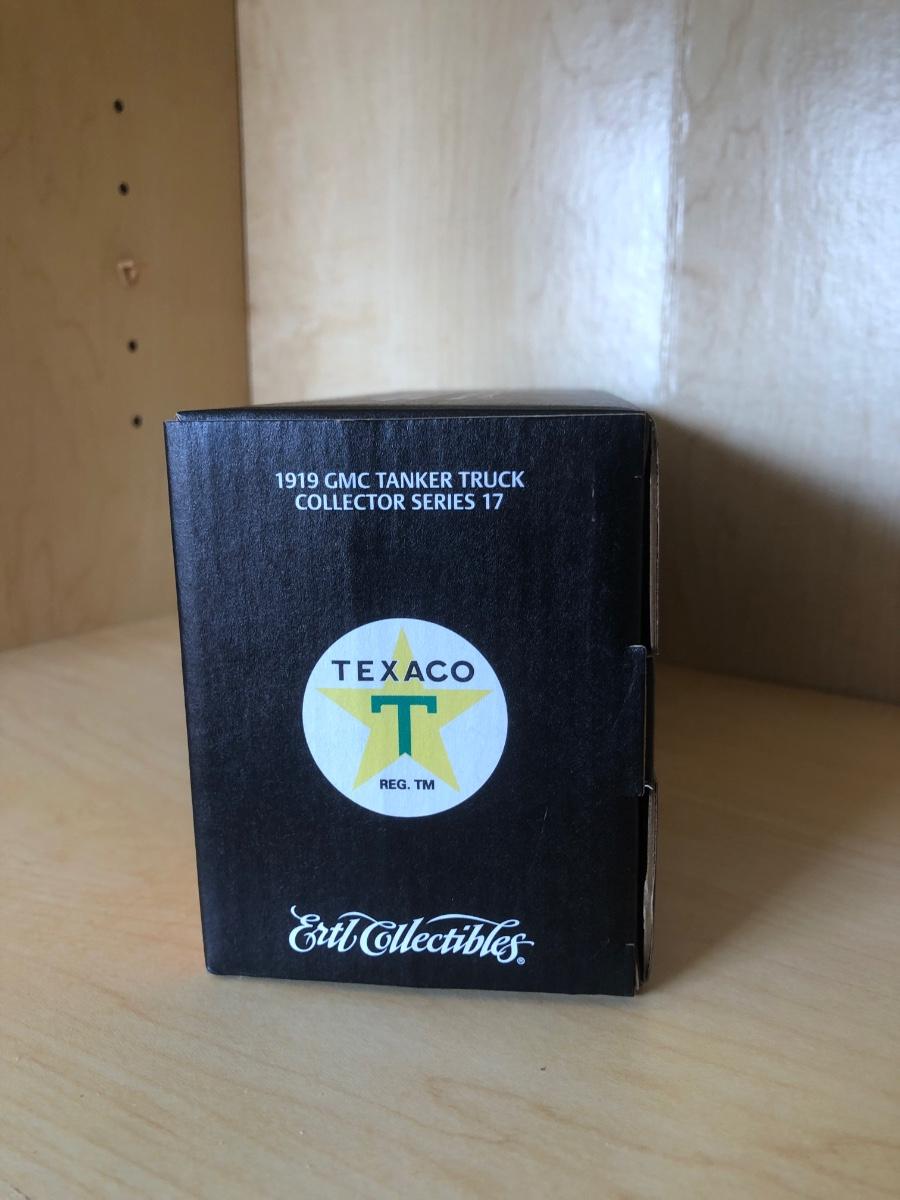 1919 GMC TANKER TRUCK
COLLECTOR SERIES 17
TEXACO
T
REG. TM
Ertl Collectibles®